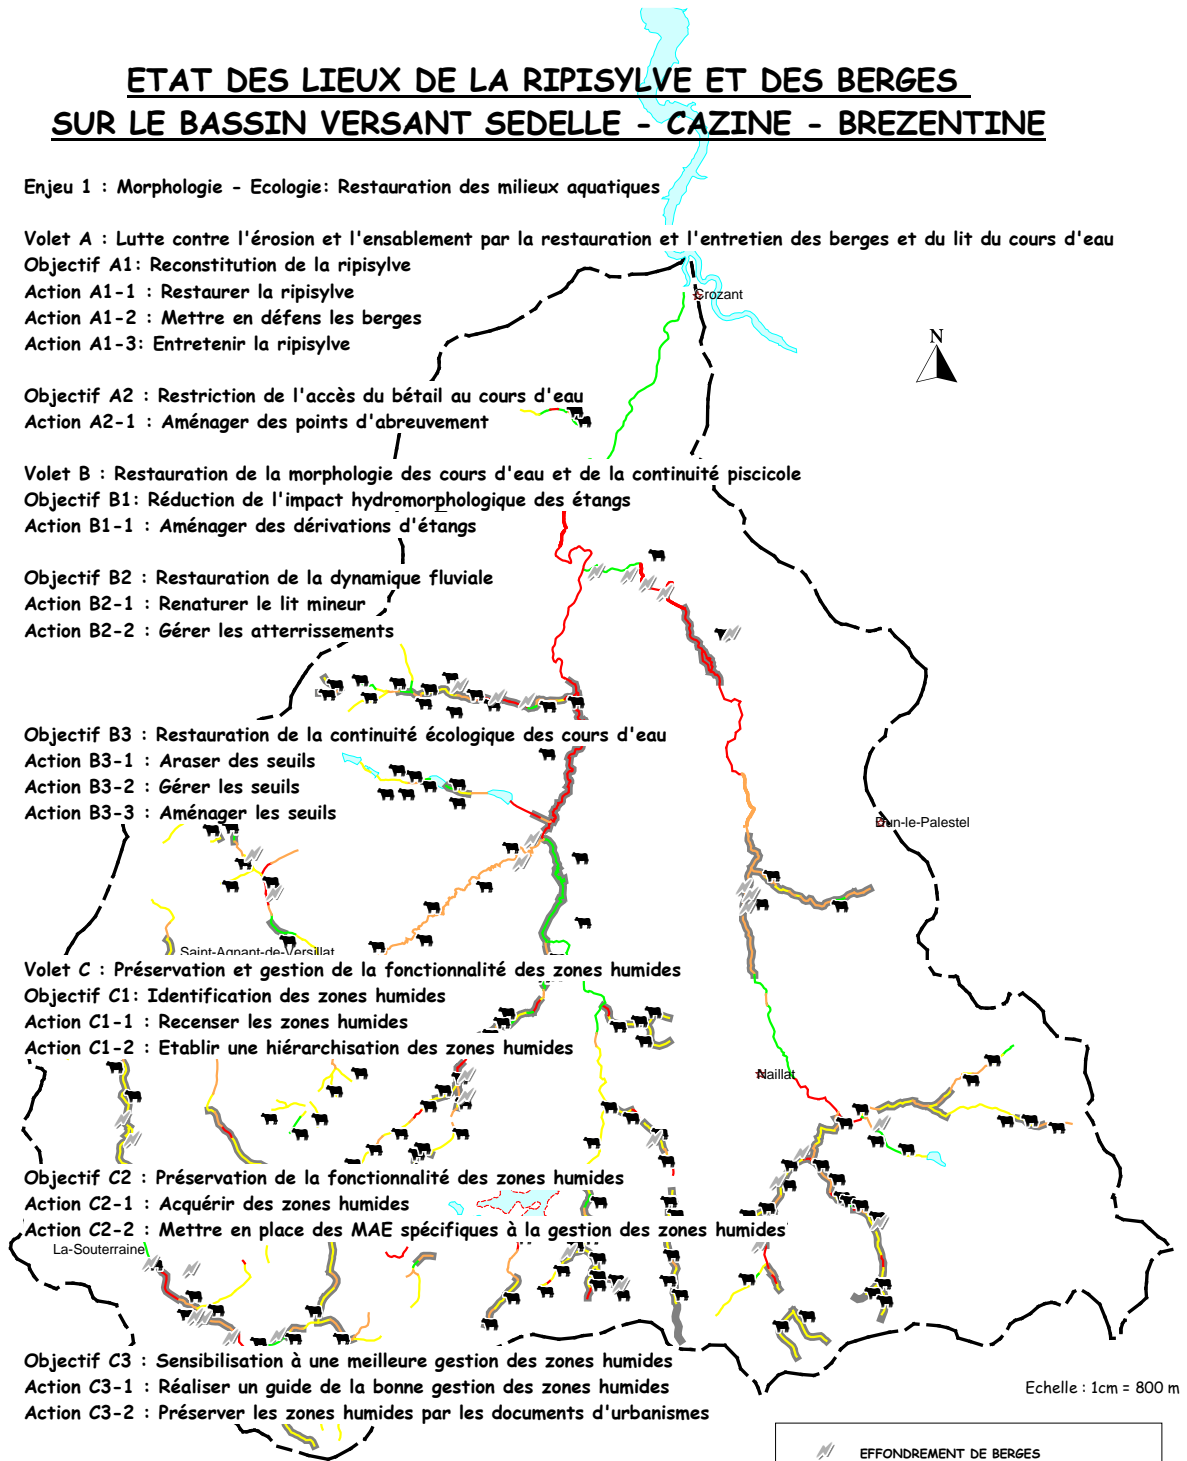 ETAT DES LIEUX DE LA RIPISYLVE ET DES BERGES
SUR LE BASSIN VERSANT SEDELLE - CAZINE - BREZENTINE
Enjeu 1 : Morphologie - Ecologie: Restauration des milieux aquatiques
Volet A : Lutte contre l'érosion et l'ensablement par la restauration et l'entretien des berges et du lit du cours d'eau
Objectif A1: Reconstitution de la ripisylve
Action A1-1 : Restaurer la ripisylve
Crozant
Action A1-2 : Mettre en défens les berges
N
Action A1-3: Entretenir la ripisylve
Objectif A2 : Restriction de l'accès du bétail au cours d'eau
Action A2-1 : Aménager des points d'abreuvement
Volet B : Restauration de la morphologie des cours d'eau et de la continuité piscicole
Objectif B1: Réduction de l'impact hydromorphologique des étangs
Action B1-1 : Aménager des dérivations d'étangs
Objectif B2 : Restauration de la dynamique fluviale
Action B2-1 : Renaturer le lit mineur
Action B2-2 : Gérer les atterrissements
Objectif B3 : Restauration de la continuité écologique des cours d'eau
Action B3-1 : Araser des seuils
Action B3-2 : Gérer les seuils
Action B3-3 : Aménager les seuils
Dun-le-Palestel
Saint-Agnant-de-Versillat
Volet C : Préservation et gestion de la fonctionnalité des zones humides
Objectif C1: Identification des zones humides
Action C1-1 : Recenser les zones humides
Action C1-2 : Etablir une hiérarchisation des zones humides
Naillat
Objectif C2 : Préservation de la fonctionnalité des zones humides
Action C2-1 : Acquérir des zones humides
Action C2-2 : Mettre en place des MAE spécifiques à la gestion des zones humides
La-Souterraine
Objectif C3 : Sensibilisation à une meilleure gestion des zones humides
Action C3-1 : Réaliser un guide de la bonne gestion des zones humides
Echelle : 1cm = 800 m
Action C3-2 : Préserver les zones humides par les documents d'urbanismes
EFFONDREMENT DE BERGES